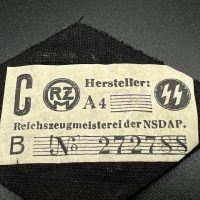 C RZM Hersteller:
A4
Reichszeugmeisterei der NSDAP.
B No 272788